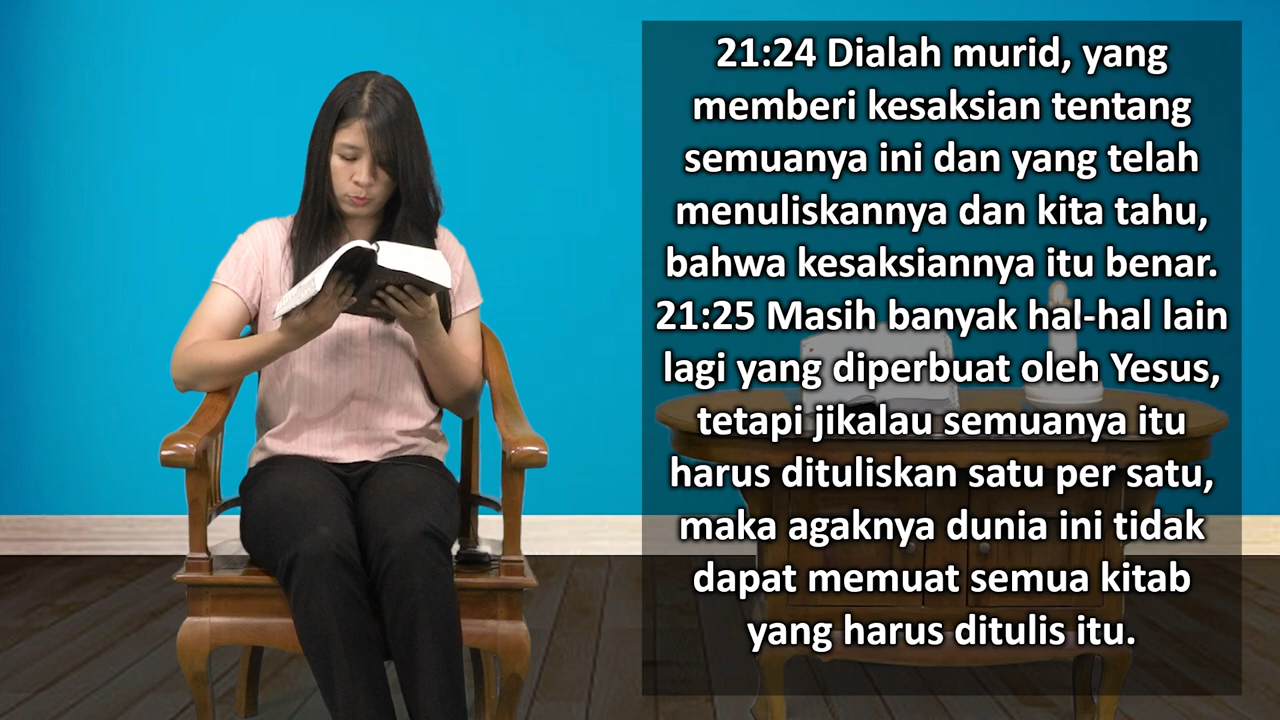 21:24 Dialah murid, yang
memberi kesaksian tentang
semuanya ini dan yang telah
menuliskannya dan kita tahu,
bahwa kesaksiannya itu benar.
21:25 Masih banyak hal-hal lain
lagi yang diperbuat oleh Yesus,
tetapi jikalau semuanya itu
harus dituliskan satu per satu,
maka agaknya dunia ini tidak
dapat memuat semua kitab
yang harus ditulis itu.